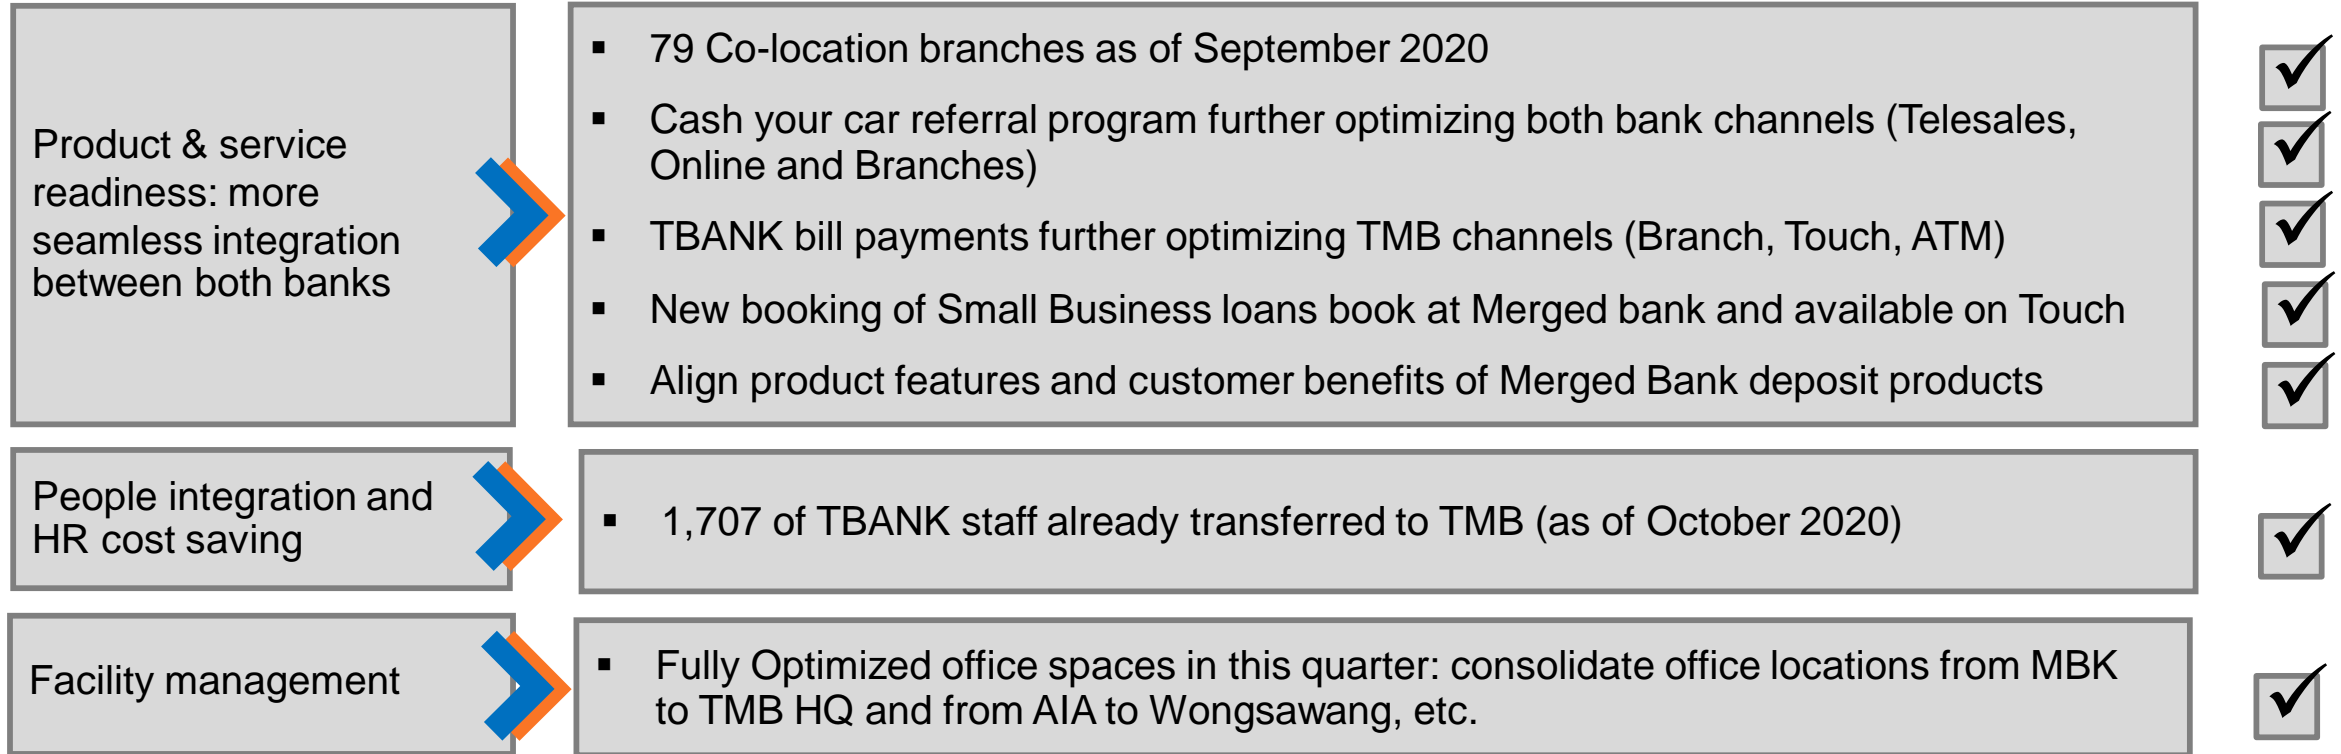 Product & service
readiness: more
seamless integration
between both banks
▪ 79 Co-location branches as of September 2020
▪ Cash your car referral program further optimizing both bank channels (Telesales,
Online and Branches)
▪ TBANK bill payments further optimizing TMB channels (Branch, Touch, ATM)
▪ New booking of Small Business loans book at Merged bank and available on Touch
▪ Align product features and customer benefits of Merged Bank deposit products
People integration and
HR cost saving
▪ 1,707 of TBANK staff already transferred to TMB (as of October 2020)
Facility management
▪ Fully Optimized office spaces in this quarter: consolidate office locations from MBK
to TMB HQ and from AIA to Wongsawang, etc.